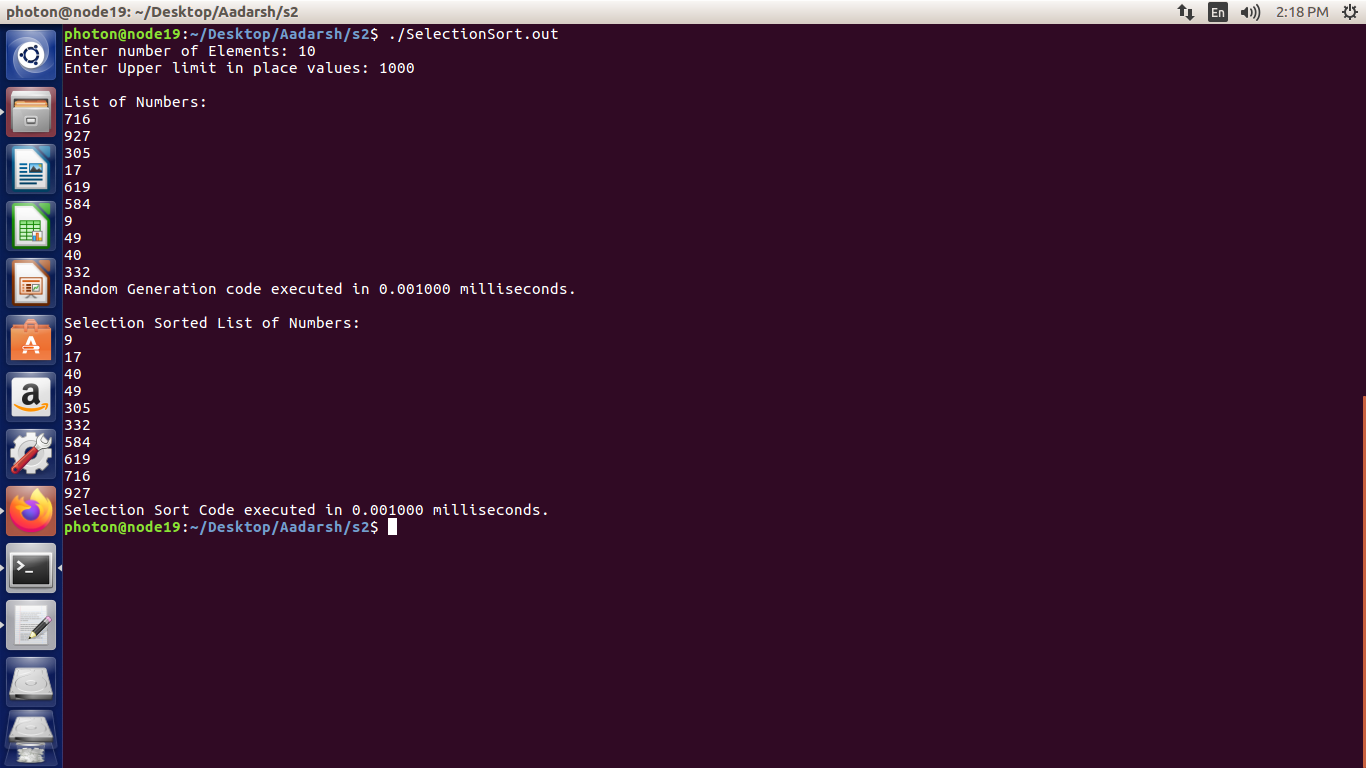 photon@node19: ~/Desktop/Aadarsh/s2
En
2:18 PM
photon@node19:~/Desktop/Aadarsh/s2$ ./SelectionSort.out
Enter number of Elements: 10
Enter Upper limit in place values: 1000
List of Numbers:
716
927
305
17
619
584
9
49
40
332
Random Generation code executed in 0.001000 milliseconds.
Selection Sorted List of Numbers:
9
17
40
49
305
332
584
619
716
927
Selection Sort Code executed in 0.001000 milliseconds.
photon@node19:~/Desktop/Aadarsh/s2$